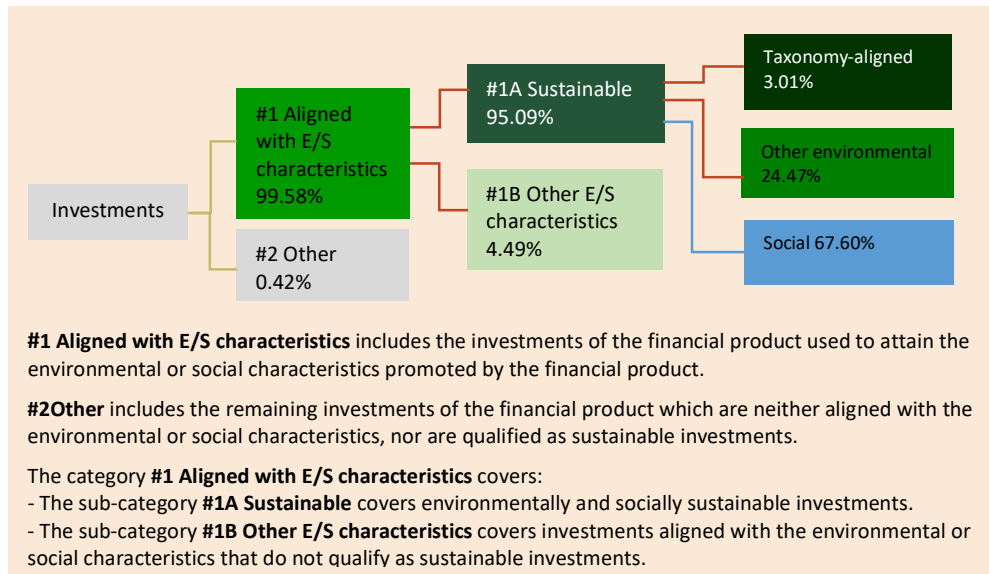 Investments
#1 Aligned
with E/S
characteristics
99.58%
#2 Other
0.42%
#1A Sustainable
95.09%
#1B Other E/S
characteristics
4.49%
Taxonomy-aligned
3.01%
Other environmental
24.47%
Social 67.60%
#1 Aligned with E/S characteristics includes the investments of the financial product used to attain the
environmental or social characteristics promoted by the financial product.
#2Other includes the remaining investments of the financial product which are neither aligned with the
environmental or social characteristics, nor are qualified as sustainable investments.
The category #1 Aligned with E/S characteristics covers:
- The sub-category #1A Sustainable covers environmentally and socially sustainable investments.
- The sub-category #1B Other E/S characteristics covers investments aligned with the environmental or
social characteristics that do not qualify as sustainable investments.